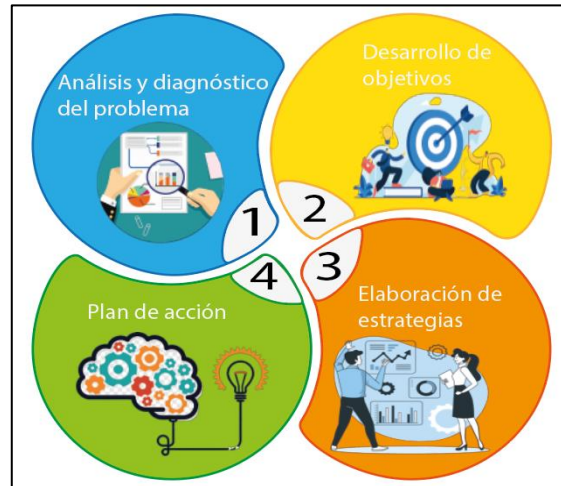 Análisis y diagnóstico
del problema
1
Desarrollo de
objetivos
2
3
Elaboración de
estrategias
4
Plan de acción